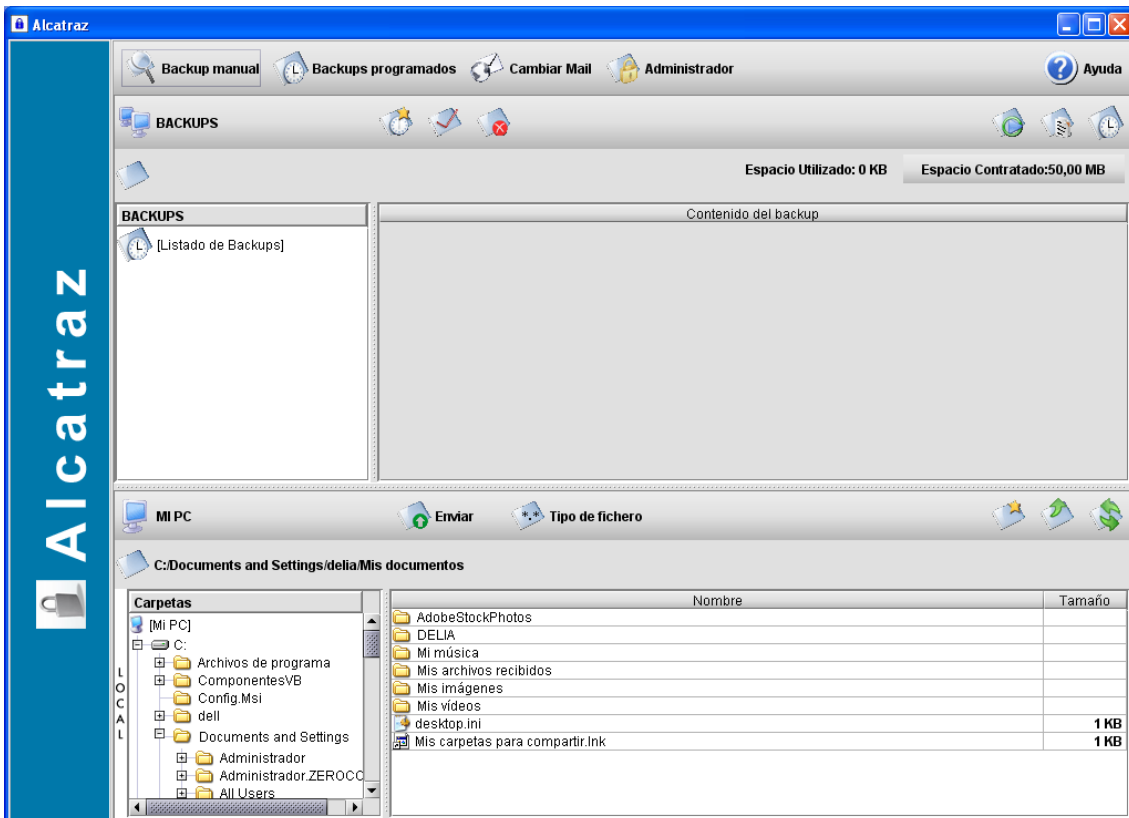 Alcatraz
Backup manual Backups programados Cambiar Mail Administrador Ayuda
BACKUPS
Espacio Utilizado: 0 KB Espacio Contratado:50,00 MB
BACKUPS
[Listado de Backups]
Contenido del backup
Alcatraz
MI PC Enviar *.* Tipo de fichero
C:/Documents and Settings/delia/Mis documentos
LOCAL
Carpetas
[Mi PC]
C:
Archivos de programa
ComponentesVB
Config.Msi
dell
Documents and Settings
Administrador
Administrador.ZEROCO
All Users
Nombre Tamaño
AdobeStockPhotos
DELIA
Mi música
Mis archivos recibidos
Mis imágenes
Mis vídeos
desktop.ini 1 KB
Mis carpetas para compartir.lnk 1 KB